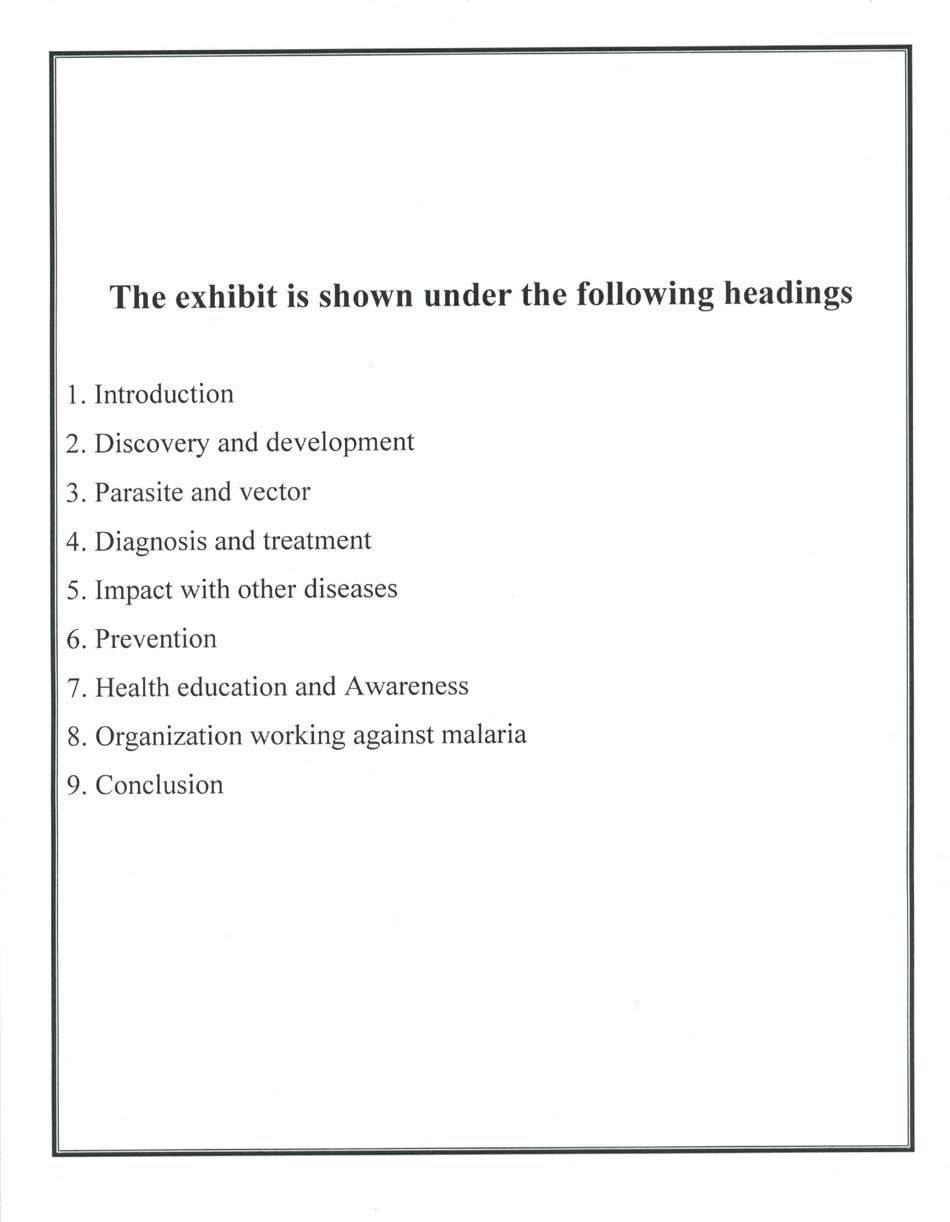 The exhibit is shown under the following headings
1. Introduction
2. Discovery and development
3. Parasite and vector
4. Diagnosis and treatment
5. Impact with other diseases
6. Prevention
7. Health education and Awareness
8. Organization working against malaria
9. Conclusion